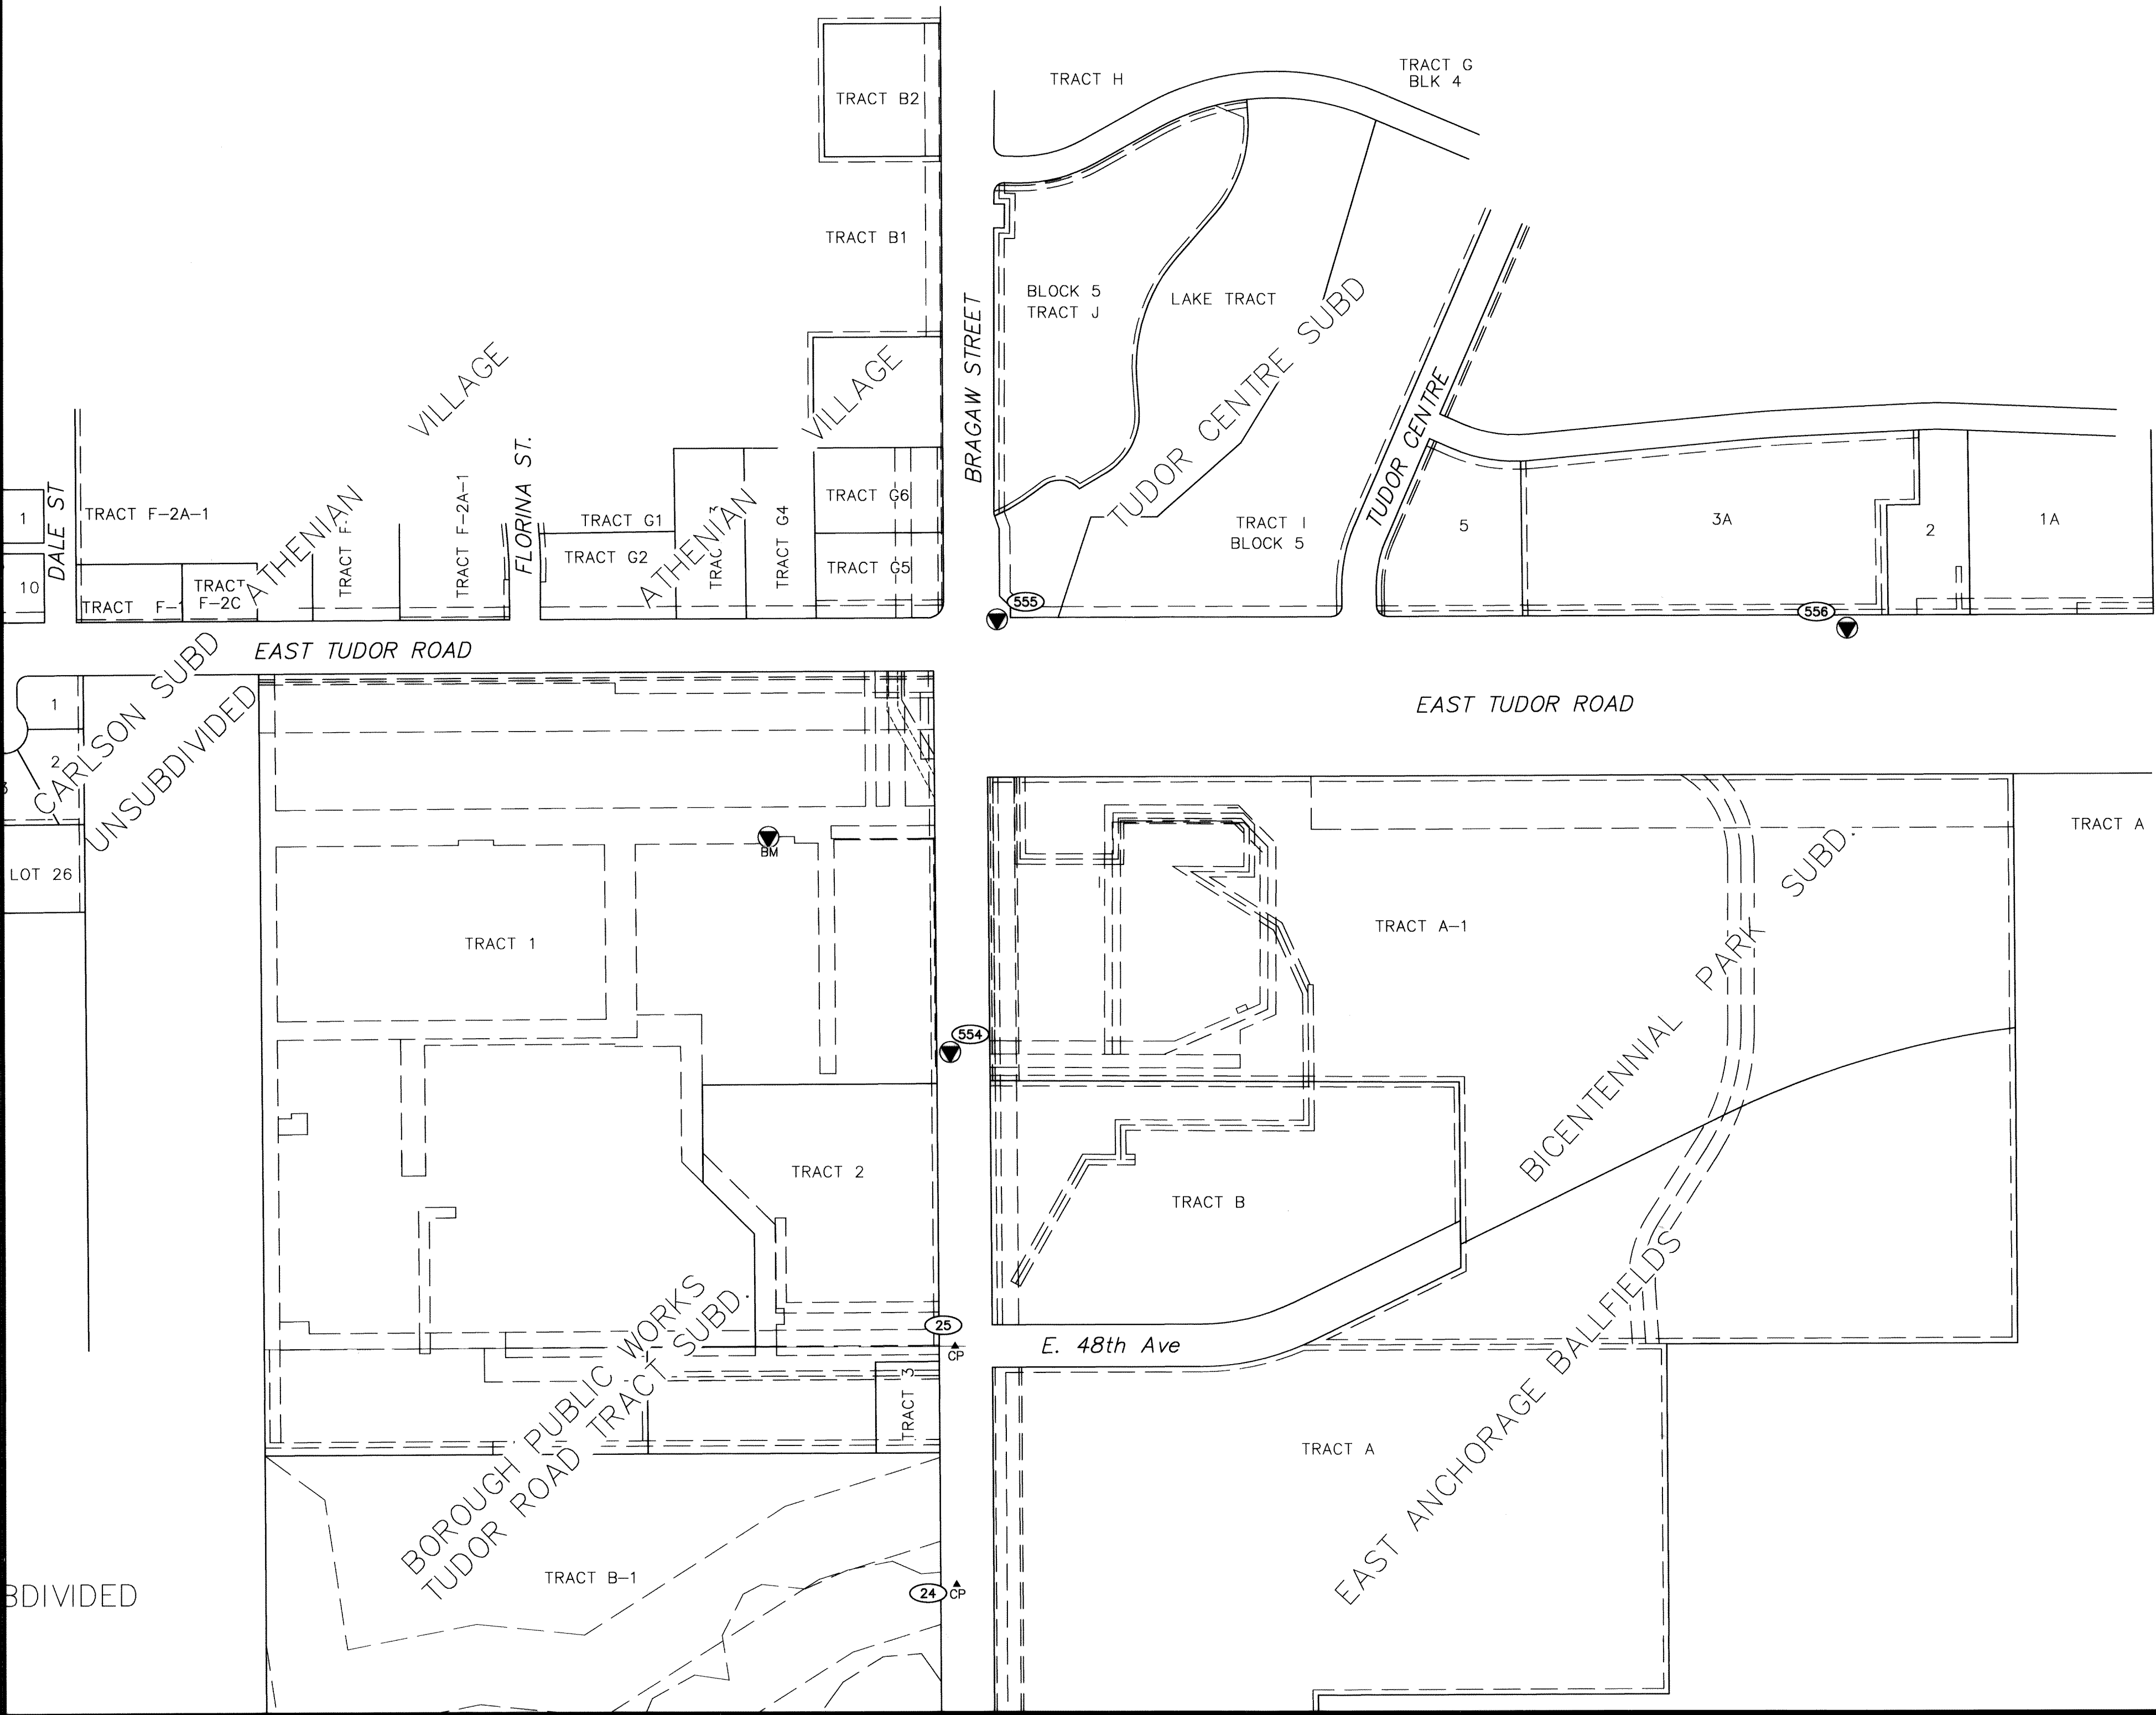 TRACT H
TRACT G
BLK 4
TRACT B2
TRACT B1
BLOCK 5
TRACT J
LAKE TRACT
BRAGAW STREET
TUDOR CENTRE SUBD
TUDOR CENTRE
VILLAGE
VILLAGE
ATHENIAN
ATHENIAN
DALE ST
1
10
TRACT F-2A-1
TRACT F-1
TRACT
F-2C
TRACT F-
TRACT F-2A-1
FLORINA ST.
TRACT G1
TRACT G2
TRACT G4
TRACT G6
TRACT G5
TRACT I
BLOCK 5
5
3A
2
1A
555
556
EAST TUDOR ROAD
EAST TUDOR ROAD
CARLSON SUBD
UNSUBDIVIDED
1
2
3
LOT 26
BM
TRACT 1
554
TRACT A-1
TRACT A
BICENTENNIAL PARK SUBD.
TRACT 2
TRACT B
25
CP
E. 48th Ave
TRACT 3
BOROUGH PUBLIC WORKS
TUDOR ROAD TRACT SUBD.
TRACT A
EAST ANCHORAGE BALLFIELDS
TRACT B-1
24
CP
BDIVIDED